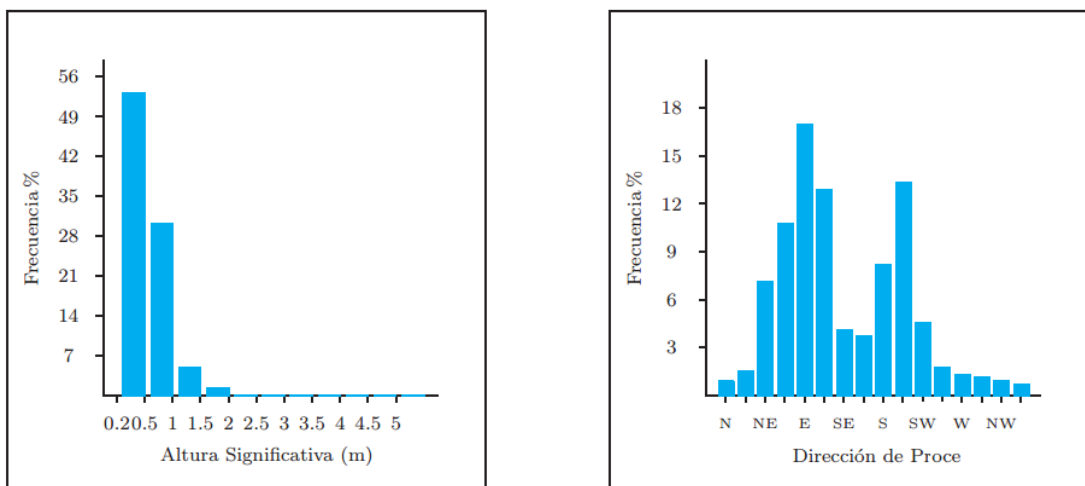 56
49
42
35
28
21
14
7
Frecuencia %
0.2 0.5 1 1.5 2 2.5 3 3.5 4 4.5 5
Altura Significativa (m)
18
15
12
9
6
3
Frecuencia %
N NE E SE S SW W NW
Dirección de Proce